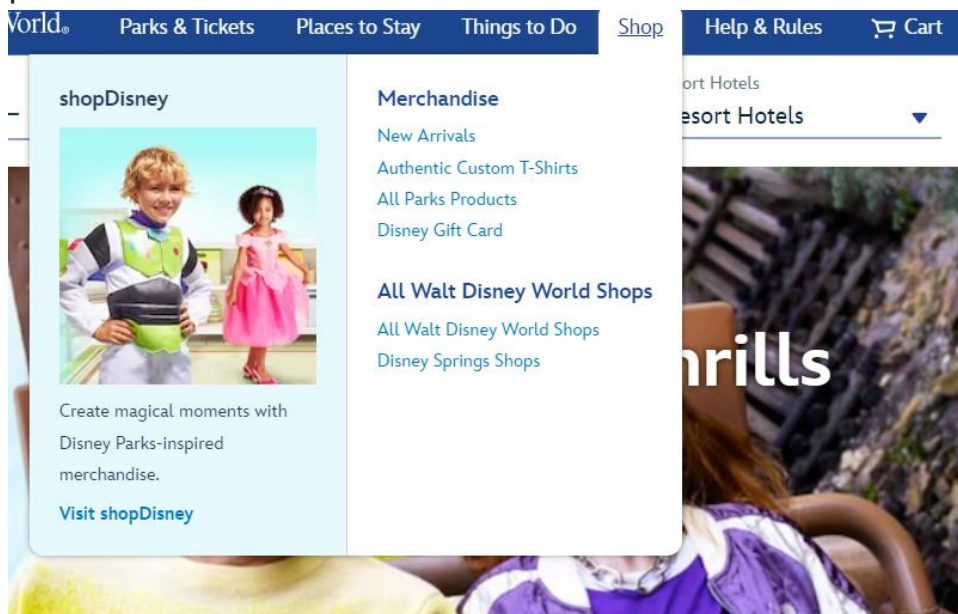 World®
Parks & Tickets
Places to Stay
Things to Do
Shop
Help & Rules
Cart
shopDisney
Create magical moments with
Disney Parks-inspired
merchandise.
Visit shopDisney
Merchandise
New Arrivals
Authentic Custom T-Shirts
All Parks Products
Disney Gift Card
All Walt Disney World Shops
All Walt Disney World Shops
Disney Springs Shops
ort Hotels
esort Hotels
hrills